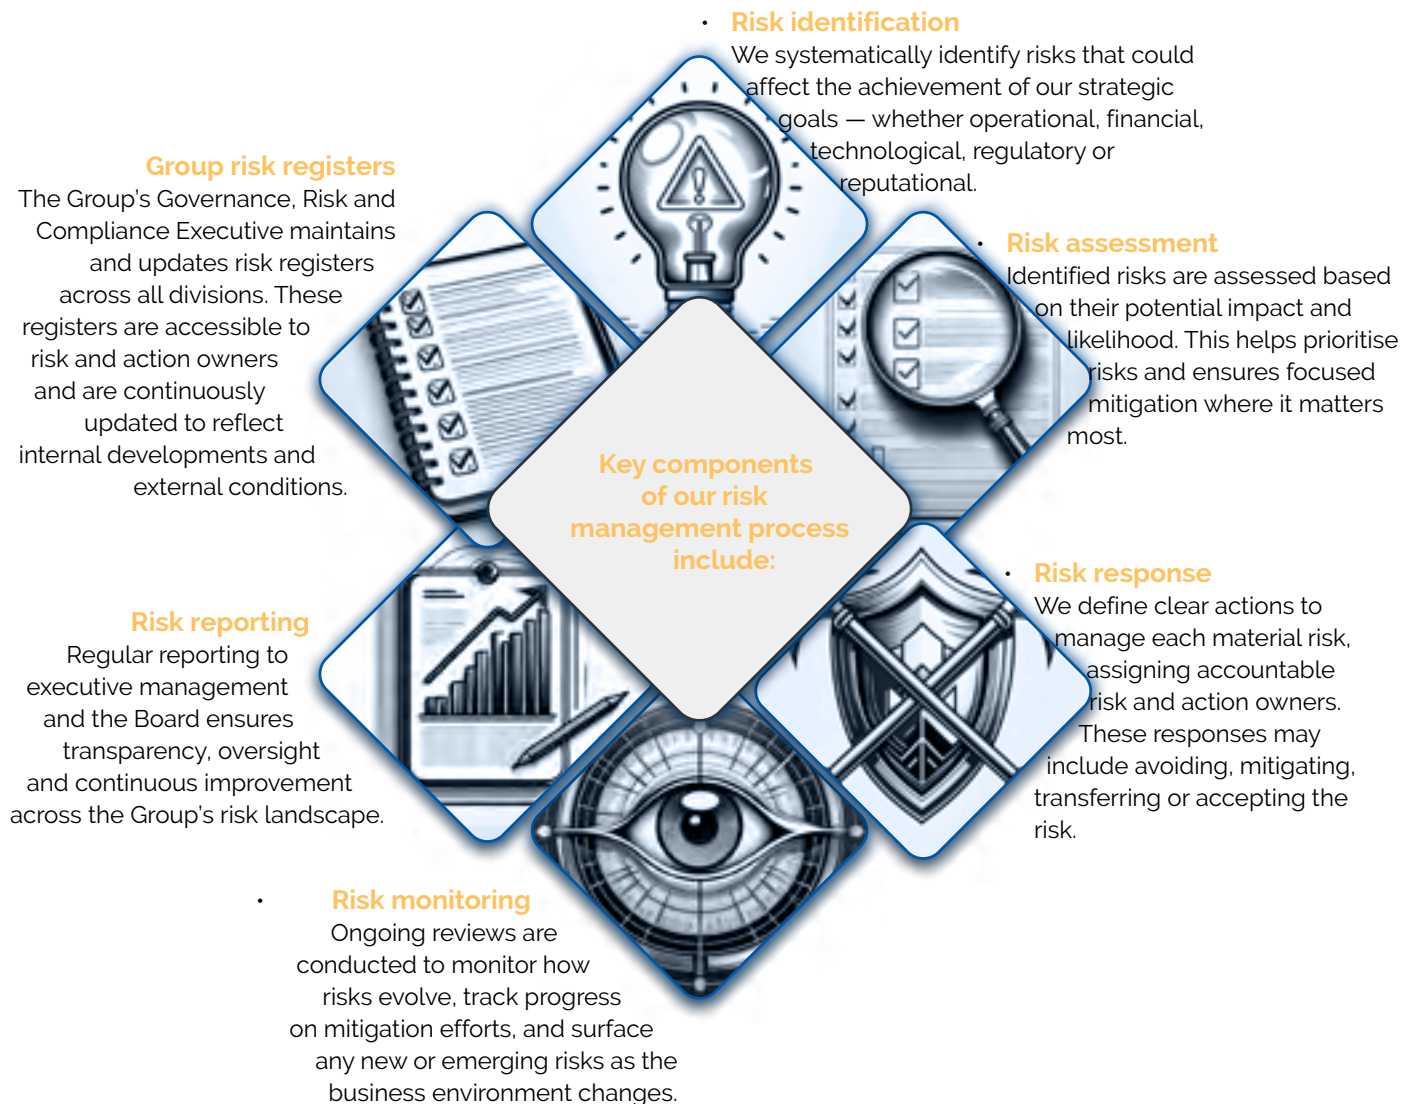 Key components
of our risk
management process
include:
• Risk identification
We systematically identify risks that could
affect the achievement of our strategic
goals — whether operational, financial,
technological, regulatory or
reputational.
• Risk assessment
Identified risks are assessed based
on their potential impact and
likelihood. This helps prioritise
risks and ensures focused
mitigation where it matters
most.
• Risk response
We define clear actions to
manage each material risk,
assigning accountable
risk and action owners.
These responses may
include avoiding, mitigating,
transferring or accepting the
risk.
• Risk monitoring
Ongoing reviews are
conducted to monitor how
risks evolve, track progress
on mitigation efforts, and surface
any new or emerging risks as the
business environment changes.
Risk reporting
Regular reporting to
executive management
and the Board ensures
transparency, oversight
and continuous improvement
across the Group's risk landscape.
Group risk registers
The Group's Governance, Risk and
Compliance Executive maintains
and updates risk registers
across all divisions. These
registers are accessible to
risk and action owners
and are continuously
updated to reflect
internal developments and
external conditions.